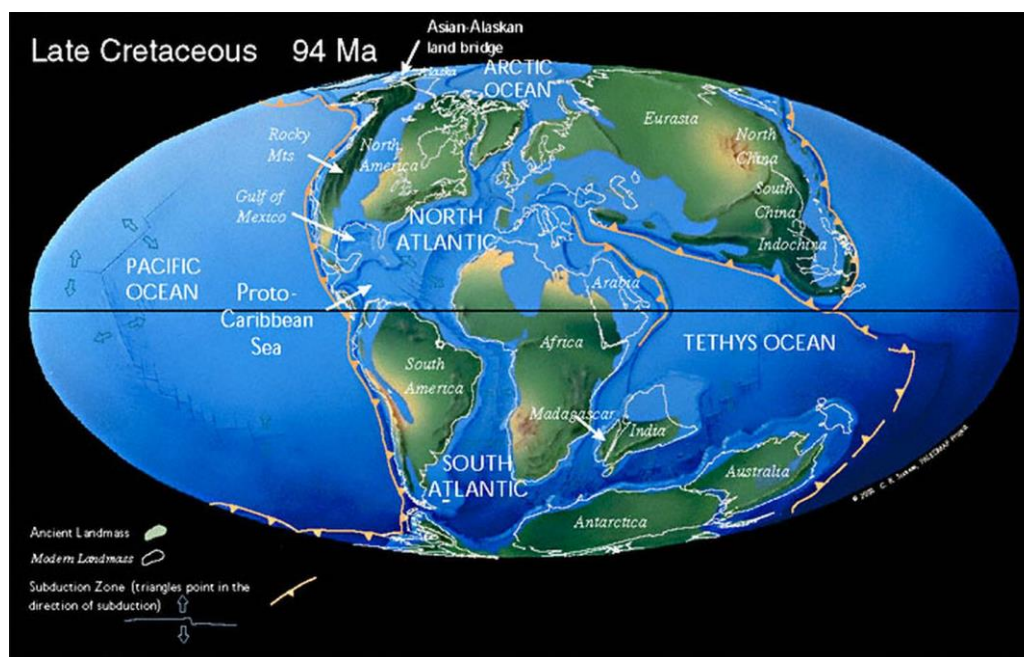 Late Cretaceous 94 Ma
Asian-Alaskan
land bridge
Alaska
ARCTIC
OCEAN
Eurasia
Rocky
Mts.
North
America
North
China
Gulf of
Mexico
NORTH
ATLANTIC
South
China
Indochina
PACIFIC
OCEAN
Arabia
Proto-
Caribbean
Sea
Africa
TETHYS OCEAN
South
America
Madagascar
India
SOUTH
ATLANTIC
Australia
Antarctica
Ancient Landmass
Modern Landmass
Subduction Zone (triangles point in the
direction of subduction)